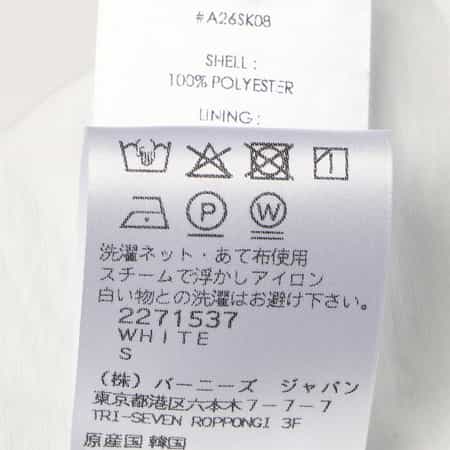 #A26SK08
SHELL :
100% POLYESTER
LINING :
P W
洗濯ネット・あて布使用
スチームで浮かしアイロン
白い物との洗濯はお避け下さい。
2271537
WHITE
S
(株) バーニーズ ジャパン
東京都港区六本木7-7-7
TRI-SEVEN ROPPONGI 3F
原産国 韓国